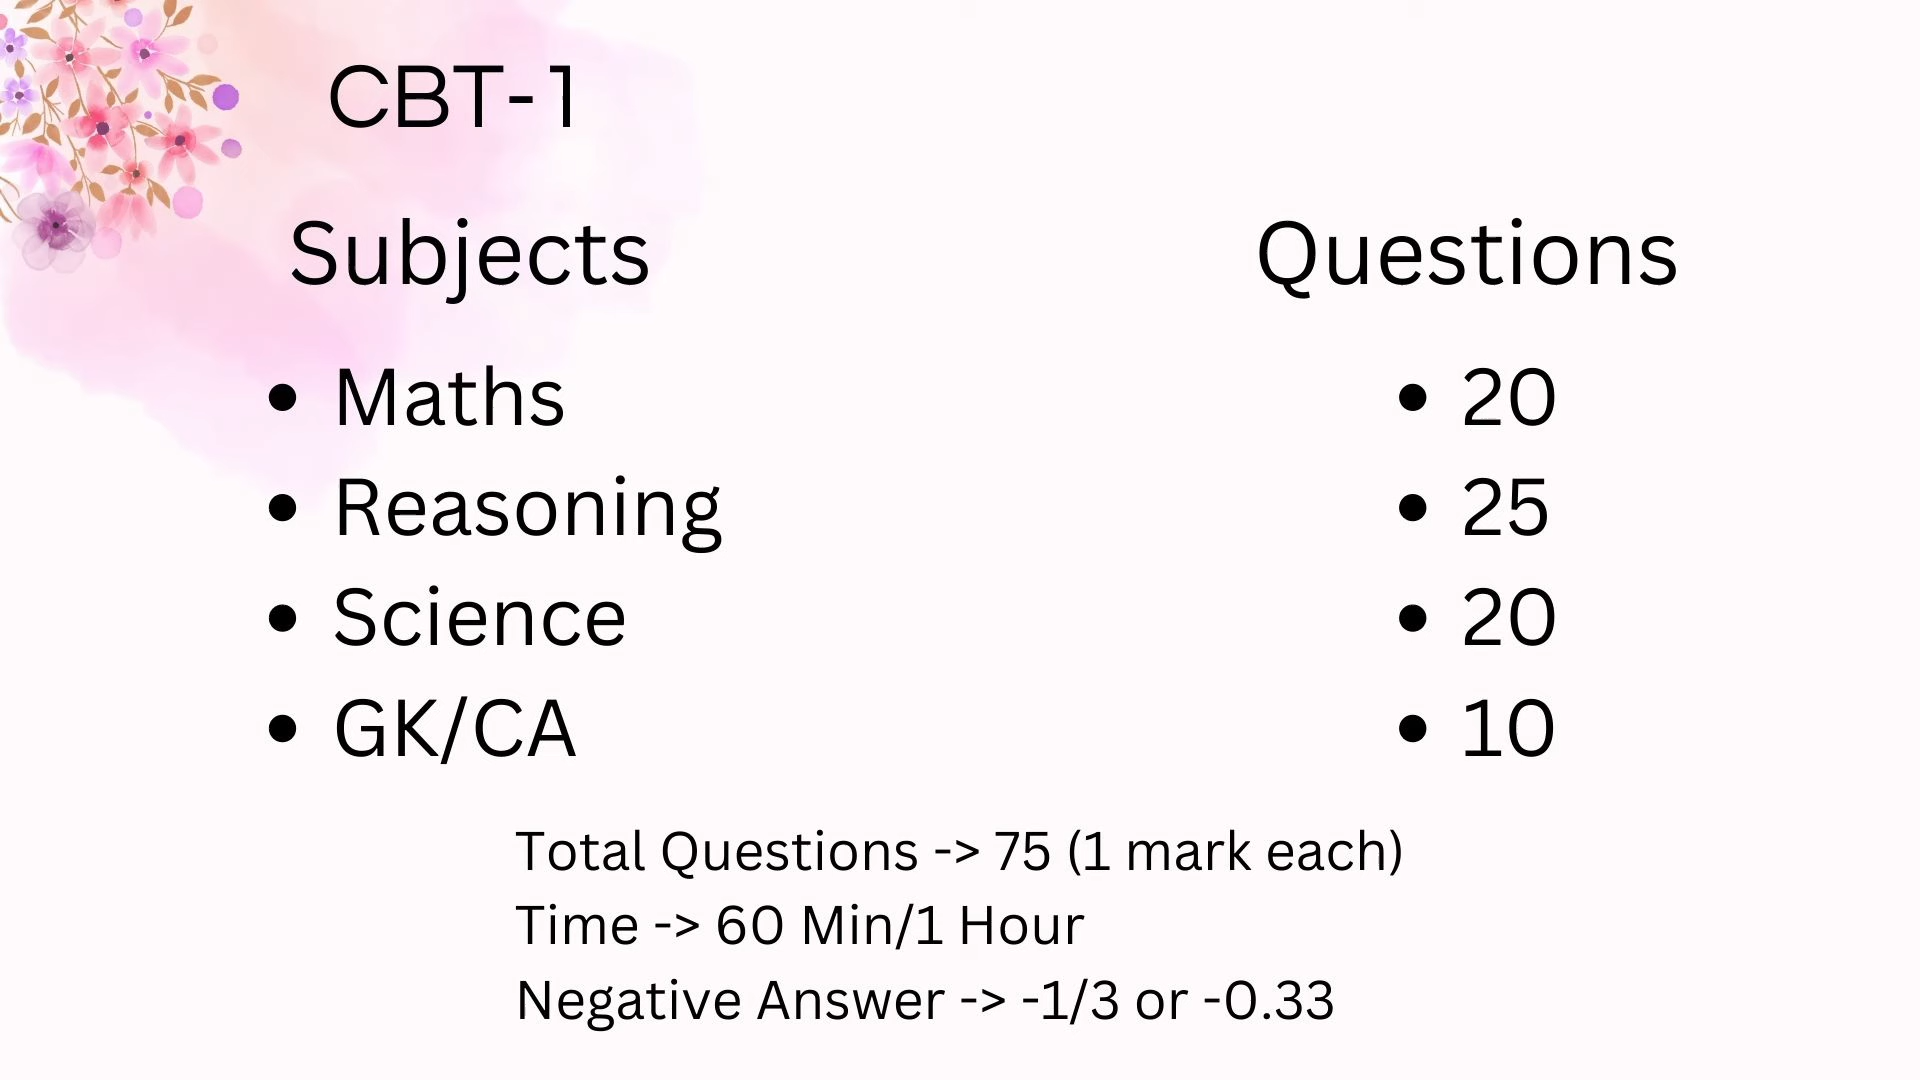 CBT-1
Subjects Questions
• Maths • 20
• Reasoning • 25
• Science • 20
• GK/CA • 10
Total Questions -> 75 (1 mark each)
Time -> 60 Min/1 Hour
Negative Answer -> -1/3 or -0.33